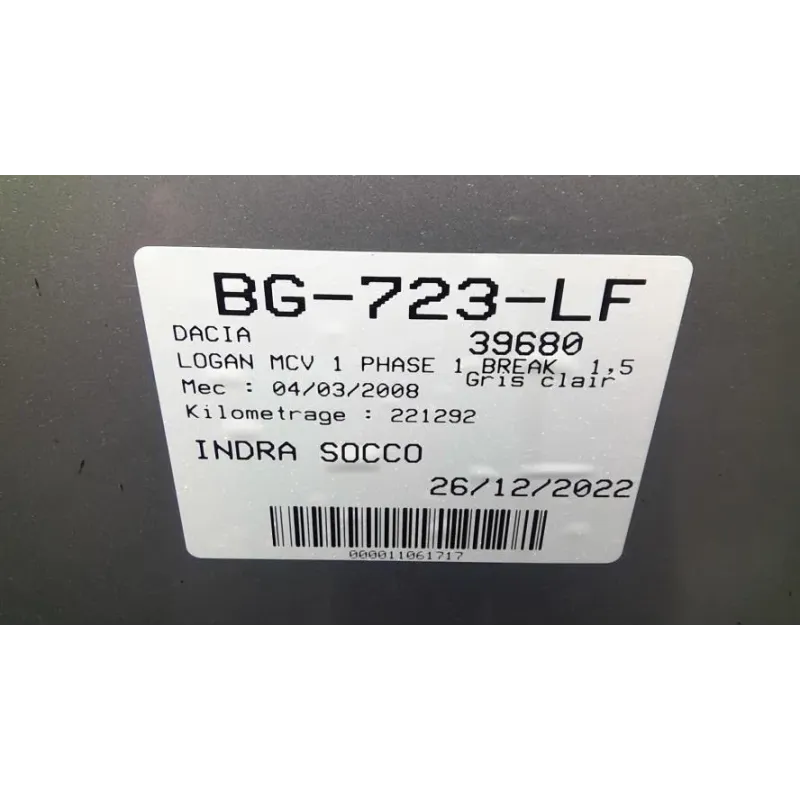 BG-723-LF
DACIA 39680
LOGAN MCV 1 PHASE 1 BREAK 1,5
Gris clair
Mec : 04/03/2008
Kilometrage : 221292
INDRA SOCCO
26/12/2022
000011061717